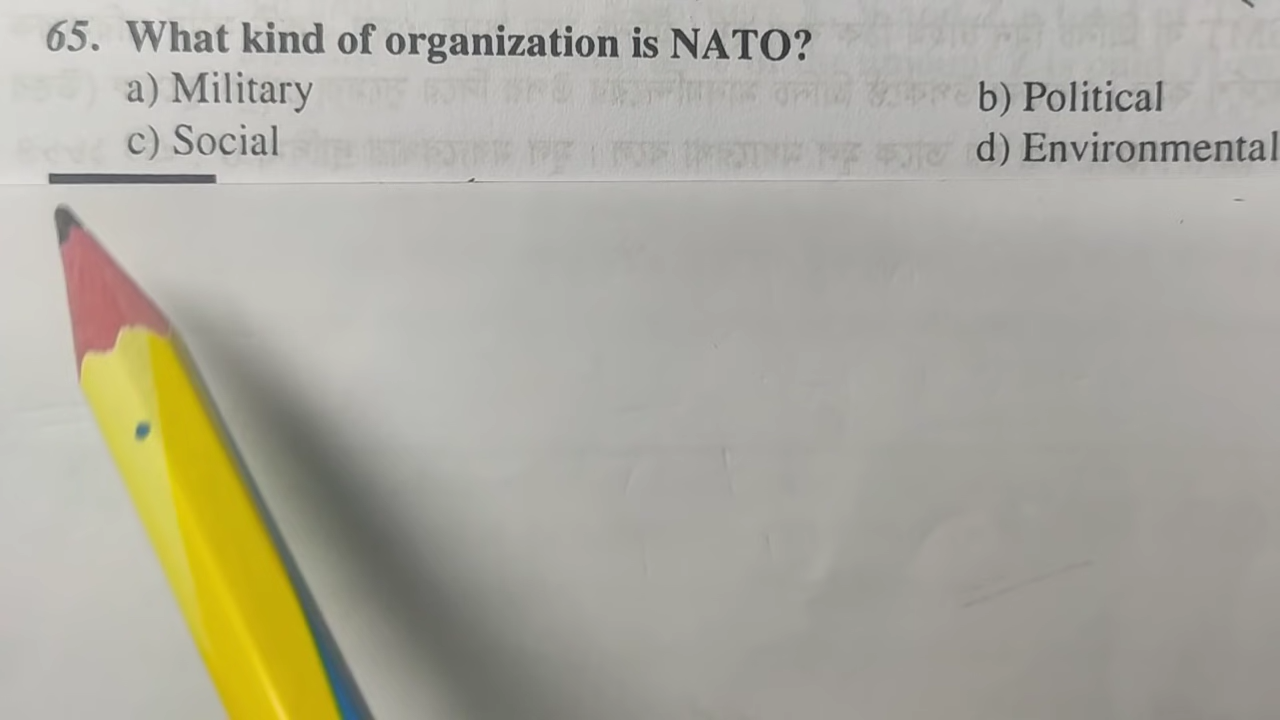 65. What kind of organization is NATO?
a) Military b) Political
c) Social d) Environmental